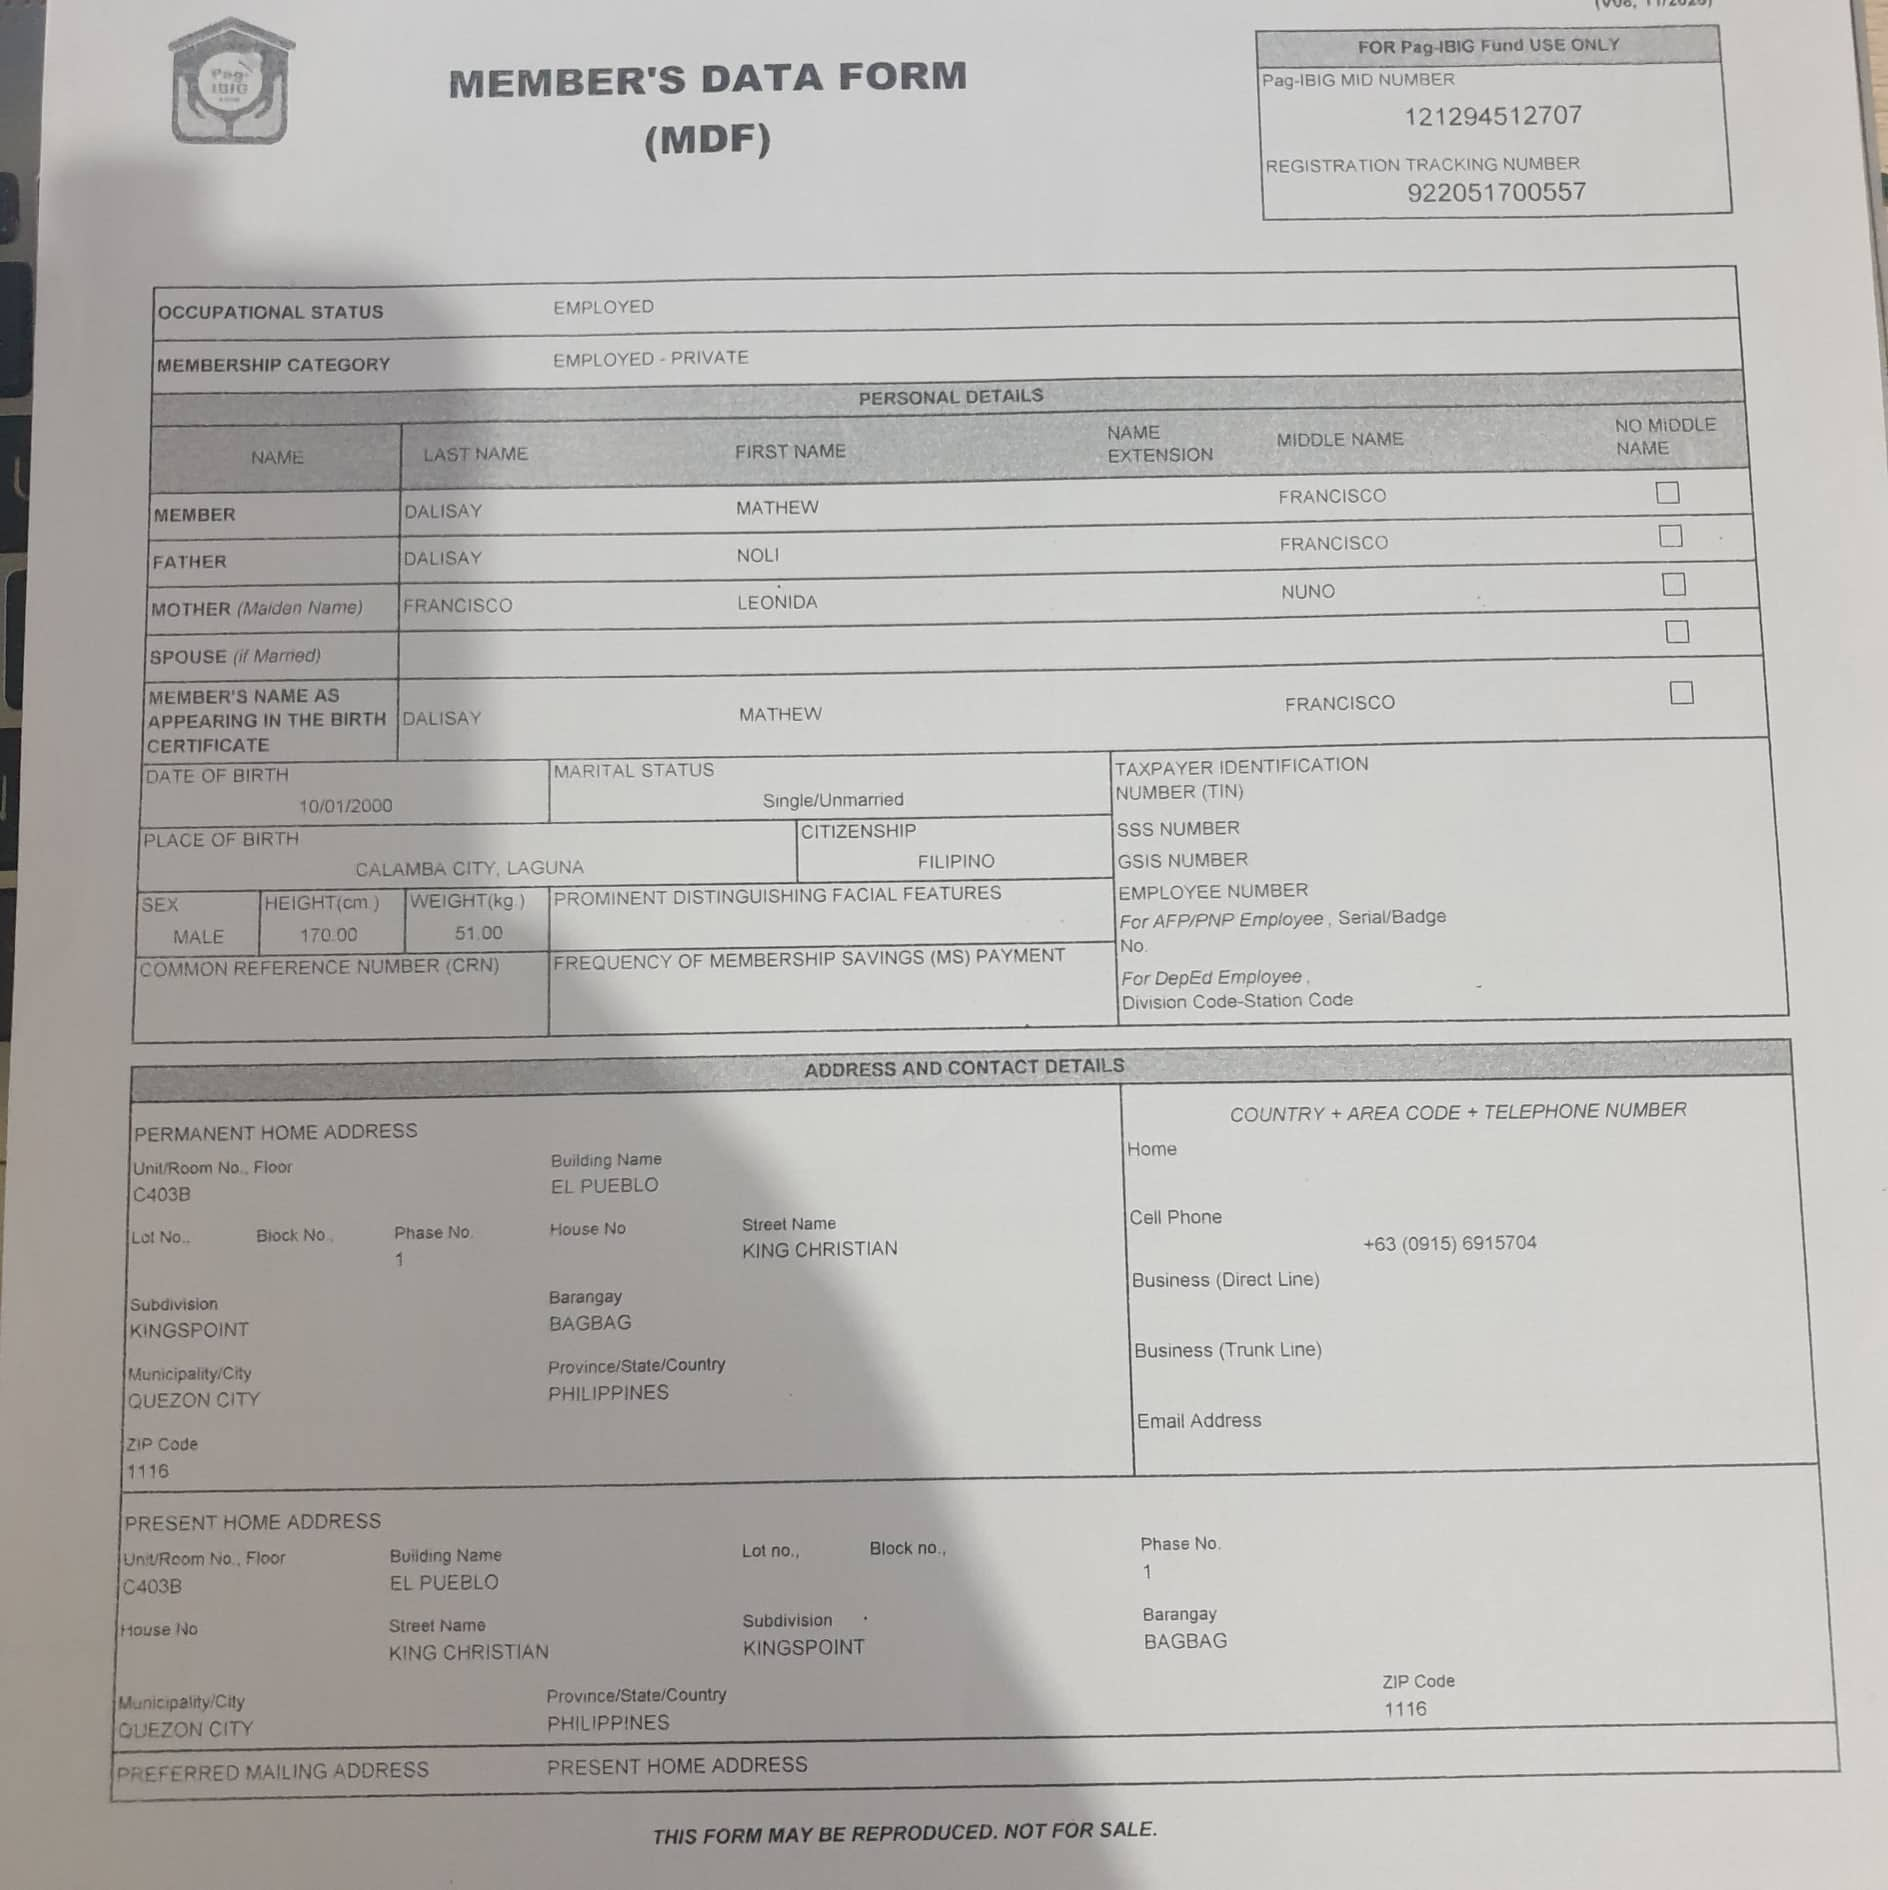 Pag-IBIG
MEMBER'S DATA FORM
(MDF)
FOR Pag-IBIG Fund USE ONLY
Pag-IBIG MID NUMBER
121294512707
REGISTRATION TRACKING NUMBER
922051700557
OCCUPATIONAL STATUS EMPLOYED
MEMBERSHIP CATEGORY EMPLOYED - PRIVATE
PERSONAL DETAILS
NAME LAST NAME FIRST NAME NAME EXTENSION MIDDLE NAME NO MIDDLE NAME
MEMBER DALISAY MATHEW FRANCISCO
FATHER DALISAY NOLI FRANCISCO
MOTHER (Maiden Name) FRANCISCO LEONIDA NUNO
SPOUSE (if Married)
MEMBER'S NAME AS
APPEARING IN THE BIRTH DALISAY MATHEW FRANCISCO
CERTIFICATE
DATE OF BIRTH MARITAL STATUS TAXPAYER IDENTIFICATION
NUMBER (TIN)
10/01/2000 Single/Unmarried
PLACE OF BIRTH CITIZENSHIP SSS NUMBER
CALAMBA CITY, LAGUNA FILIPINO GSIS NUMBER
SEX HEIGHT(cm.) WEIGHT(kg.) PROMINENT DISTINGUISHING FACIAL FEATURES EMPLOYEE NUMBER
MALE 170.00 51.00 For AFP/PNP Employee, Serial/Badge
No.
COMMON REFERENCE NUMBER (CRN) FREQUENCY OF MEMBERSHIP SAVINGS (MS) PAYMENT
For DepEd Employee,
Division Code-Station Code
ADDRESS AND CONTACT DETAILS
PERMANENT HOME ADDRESS COUNTRY + AREA CODE + TELEPHONE NUMBER
Unit/Room No., Floor Building Name Home
C403B EL PUEBLO
Lot No., Block No., Phase No. House No Street Name Cell Phone
1 KING CHRISTIAN +63 (0915) 6915704
Subdivision Barangay Business (Direct Line)
KINGSPOINT BAGBAG
Municipality/City Province/State/Country Business (Trunk Line)
QUEZON CITY PHILIPPINES
ZIP Code Email Address
1116
PRESENT HOME ADDRESS
Unit/Room No., Floor Building Name Lot no., Block no., Phase No.
C403B EL PUEBLO 1
House No Street Name Subdivision Barangay
KING CHRISTIAN KINGSPOINT BAGBAG
Municipality/City Province/State/Country ZIP Code
QUEZON CITY PHILIPPINES 1116
PREFERRED MAILING ADDRESS PRESENT HOME ADDRESS
THIS FORM MAY BE REPRODUCED. NOT FOR SALE.